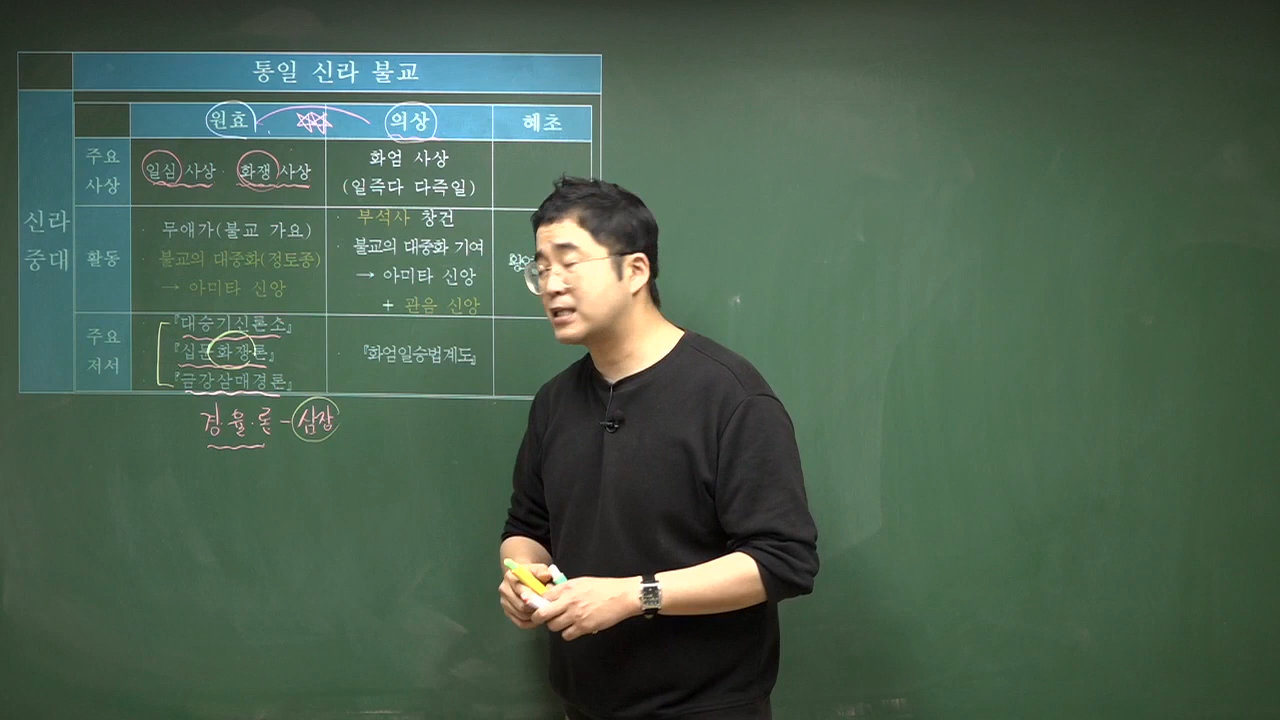 통일 신라 불교
원효 의상 혜초
신라 중대
주요 사상
일심 사상 · 화쟁 사상
화엄 사상
(일즉다 다즉일)
활동
· 무애가(불교 가요)
· 불교의 대중화(정토종)
→ 아미타 신앙
· 부석사 창건
· 불교의 대중화 기여
→ 아미타 신앙
+ 관음 신앙
주요 저서
· 『대승기신론소』
· 『십문화쟁론』
· 『금강삼매경론』
『화엄일승법계도』
경·율·론 - 삼장